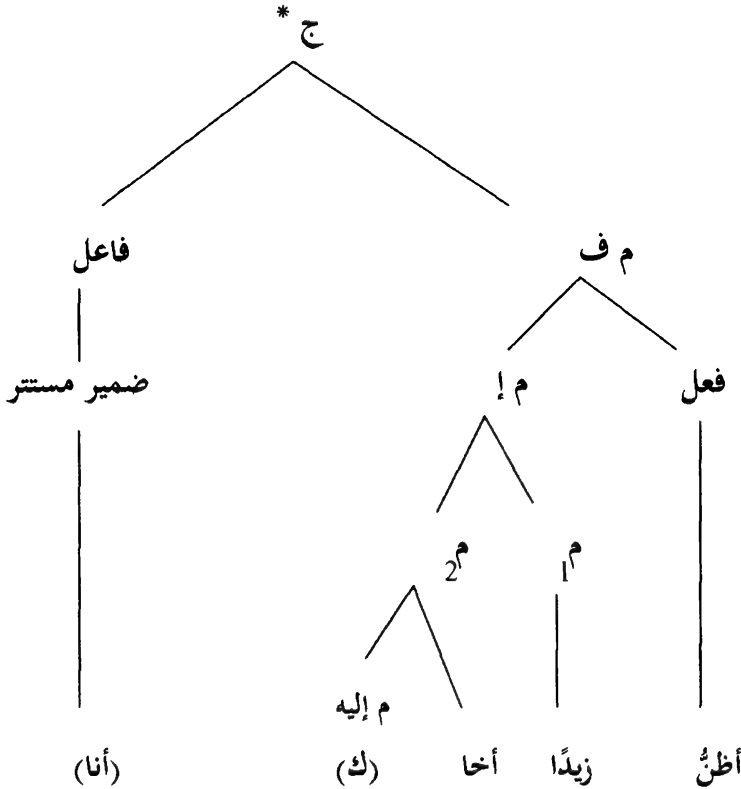 ج *
م ف فاعل
فعل م إ ضمير مستتر
م1 م2
م إليه
أظنُّ زيدًا أخا (ك) (أنا)